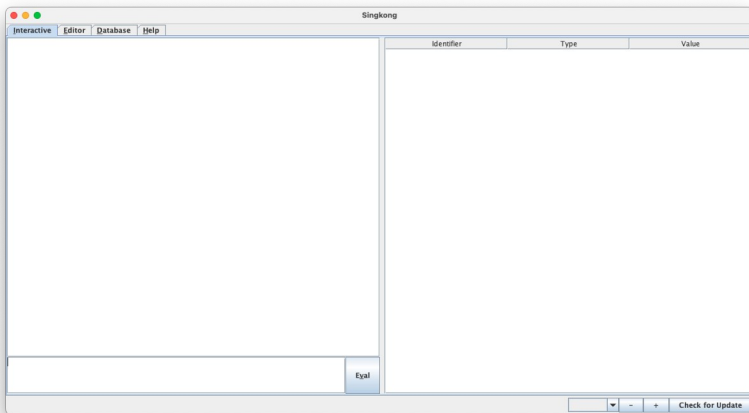 Singkong
Interactive Editor Database Help
Identifier Type Value
Eval
- + Check for Update